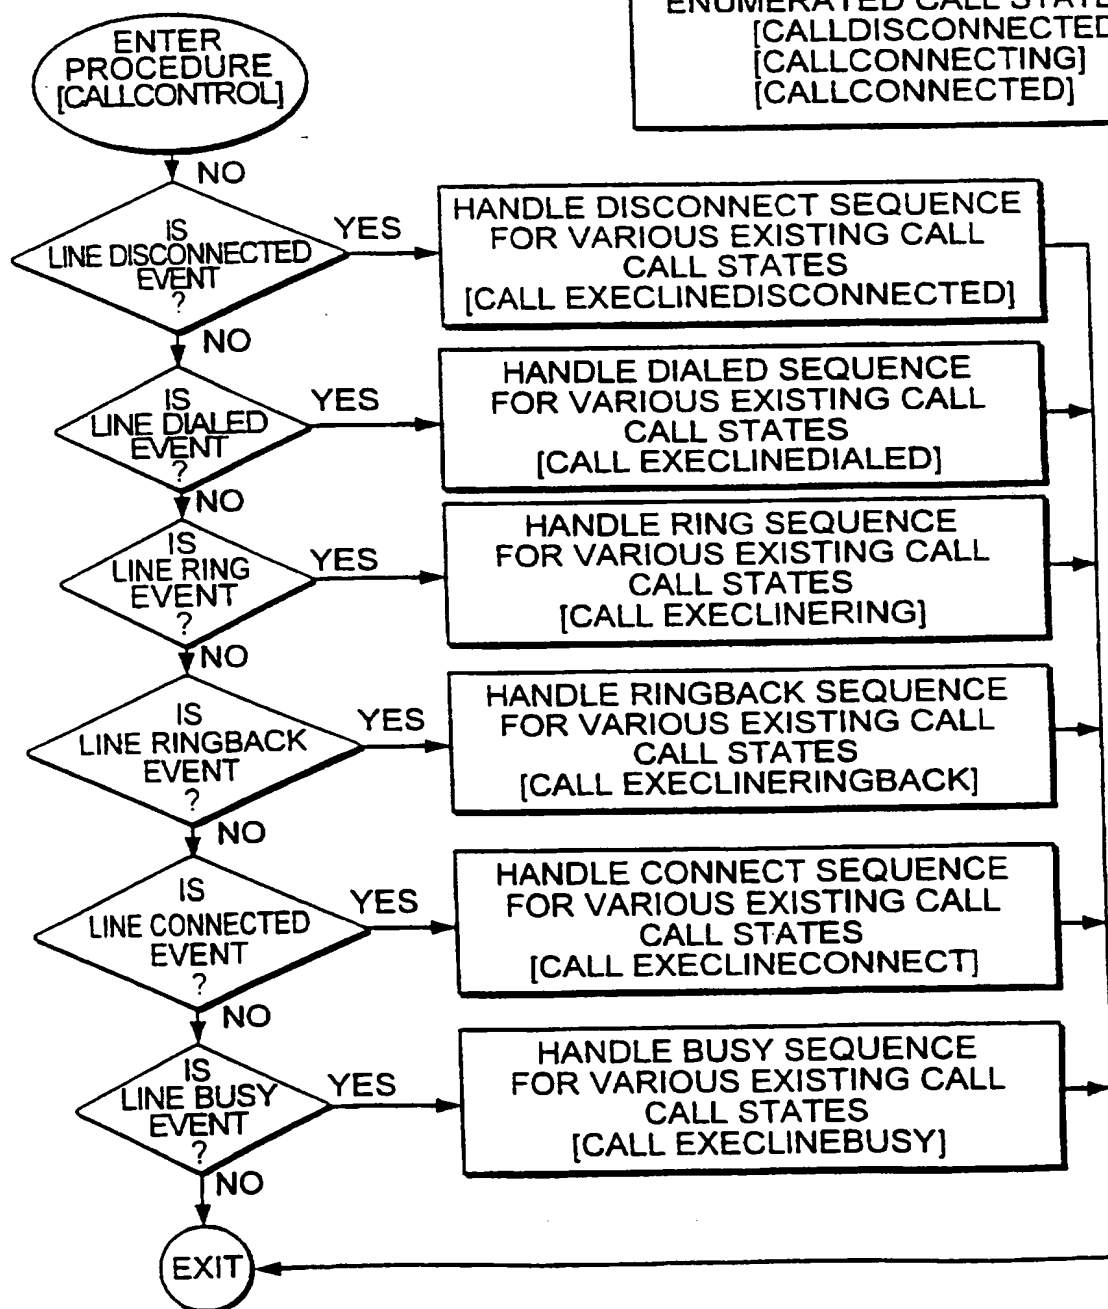 ENUMERATED CALL STATE
[CALLDISCONNECTED
[CALLCONNECTING]
[CALLCONNECTED]
ENTER
PROCEDURE
[CALLCONTROL]
NO
IS
LINE DISCONNECTED
EVENT
?
YES
HANDLE DISCONNECT SEQUENCE
FOR VARIOUS EXISTING CALL
CALL STATES
[CALL EXECLINEDISCONNECTED]
NO
IS
LINE DIALED
EVENT
?
YES
HANDLE DIALED SEQUENCE
FOR VARIOUS EXISTING CALL
CALL STATES
[CALL EXECLINEDIALED]
NO
IS
LINE RING
EVENT
?
YES
HANDLE RING SEQUENCE
FOR VARIOUS EXISTING CALL
CALL STATES
[CALL EXECLINERING]
NO
IS
LINE RINGBACK
EVENT
?
YES
HANDLE RINGBACK SEQUENCE
FOR VARIOUS EXISTING CALL
CALL STATES
[CALL EXECLINERINGBACK]
NO
IS
LINE CONNECTED
EVENT
?
YES
HANDLE CONNECT SEQUENCE
FOR VARIOUS EXISTING CALL
CALL STATES
[CALL EXECLINECONNECT]
NO
IS
LINE BUSY
EVENT
?
YES
HANDLE BUSY SEQUENCE
FOR VARIOUS EXISTING CALL
CALL STATES
[CALL EXECLINEBUSY]
NO
EXIT